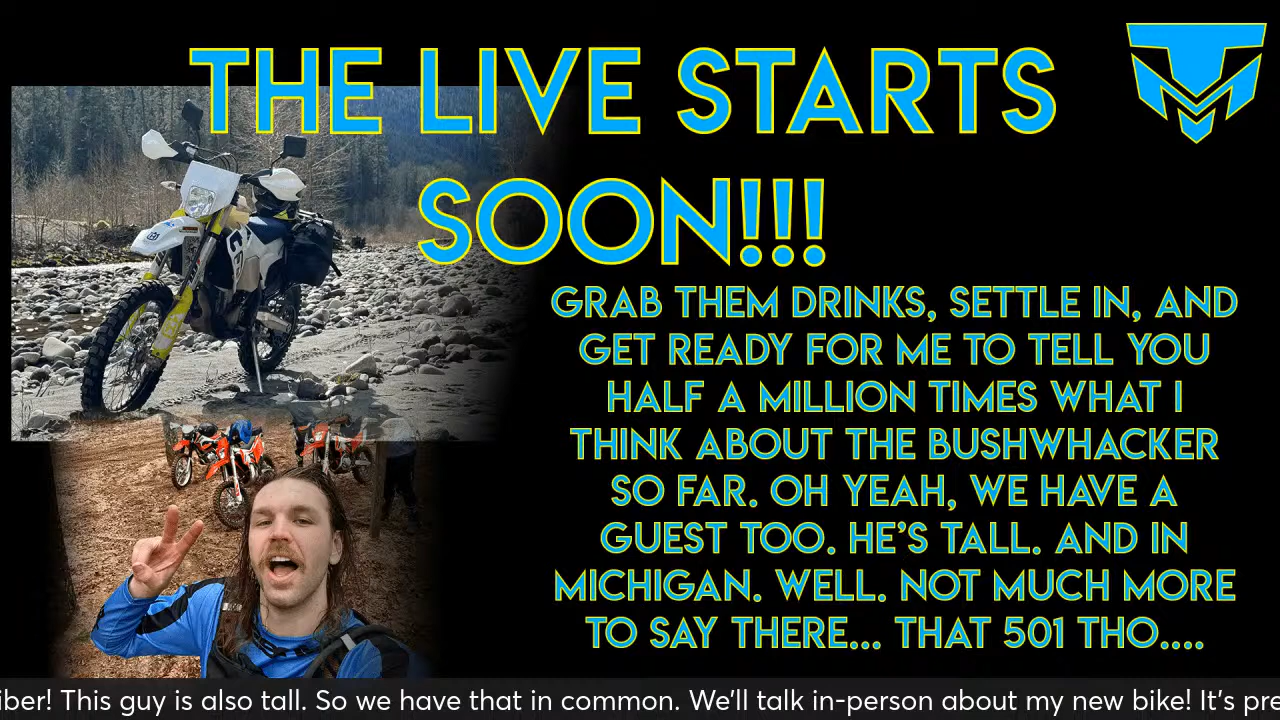 THE LIVE STARTS
SOON!!!
GRAB THEM DRINKS, SETTLE IN, AND
GET READY FOR ME TO TELL YOU
HALF A MILLION TIMES WHAT I
THINK ABOUT THE BUSHWHACKER
SO FAR. OH YEAH, WE HAVE A
GUEST TOO. HE'S TALL. AND IN
MICHIGAN. WELL. NOT MUCH MORE
TO SAY THERE... THAT 501 THO....
iber! This guy is also tall. So we have that in common. We'll talk in-person about my new bike! It's pre